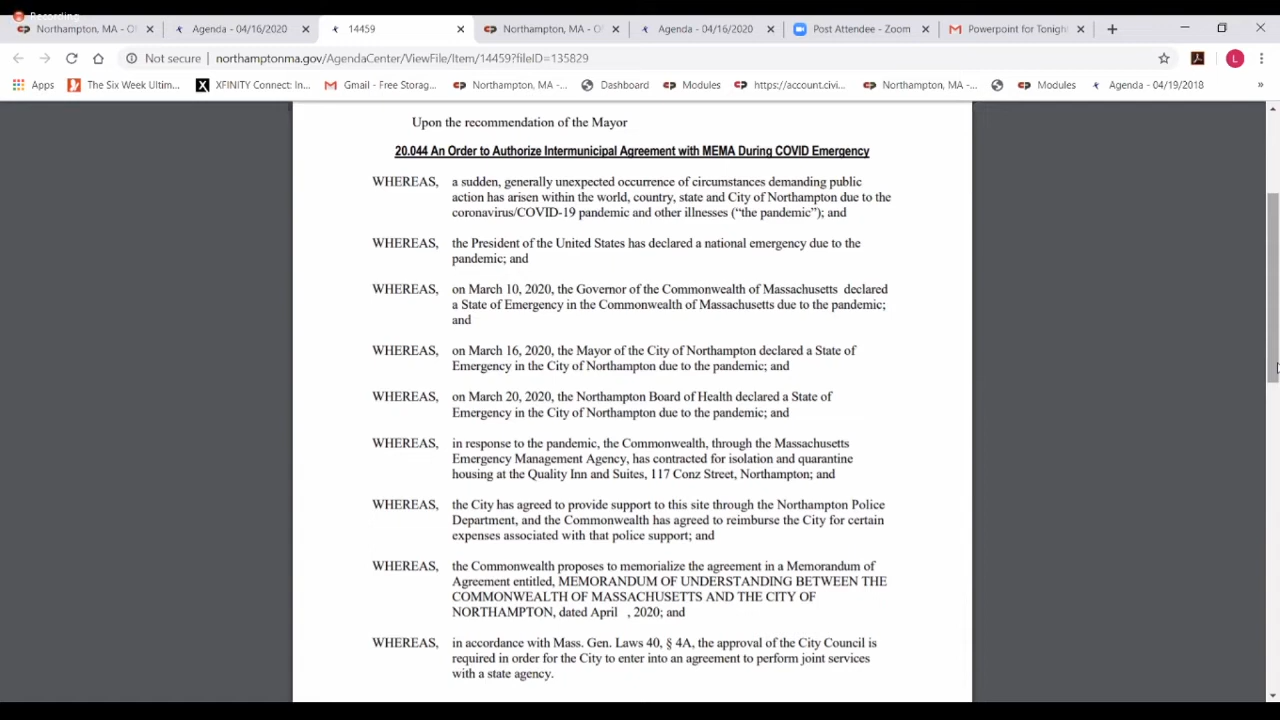 Recording
Northampton, MA - O
Agenda - 04/16/2020
14459
Northampton, MA - O
Agenda - 04/16/2020
Post Attendee - Zoom
Powerpoint for Tonigh
Not secure | northamptonma.gov/AgendaCenter/ViewFile/Item/14459?fileID=135829
L
Apps
The Six Week Ultim...
XFINITY Connect: In...
Gmail - Free Storag...
Northampton, MA -...
Dashboard
Modules
https://account.civi...
Northampton, MA -...
Modules
Agenda - 04/19/2018
»
Upon the recommendation of the Mayor
20.044 An Order to Authorize Intermunicipal Agreement with MEMA During COVID Emergency
WHEREAS, a sudden, generally unexpected occurrence of circumstances demanding public
action has arisen within the world, country, state and City of Northampton due to the
coronavirus/COVID-19 pandemic and other illnesses (“the pandemic”); and
WHEREAS, the President of the United States has declared a national emergency due to the
pandemic; and
WHEREAS, on March 10, 2020, the Governor of the Commonwealth of Massachusetts declared
a State of Emergency in the Commonwealth of Massachusetts due to the pandemic;
and
WHEREAS, on March 16, 2020, the Mayor of the City of Northampton declared a State of
Emergency in the City of Northampton due to the pandemic; and
WHEREAS, on March 20, 2020, the Northampton Board of Health declared a State of
Emergency in the City of Northampton due to the pandemic; and
WHEREAS, in response to the pandemic, the Commonwealth, through the Massachusetts
Emergency Management Agency, has contracted for isolation and quarantine
housing at the Quality Inn and Suites, 117 Conz Street, Northampton; and
WHEREAS, the City has agreed to provide support to this site through the Northampton Police
Department, and the Commonwealth has agreed to reimburse the City for certain
expenses associated with that police support; and
WHEREAS, the Commonwealth proposes to memorialize the agreement in a Memorandum of
Agreement entitled, MEMORANDUM OF UNDERSTANDING BETWEEN THE
COMMONWEALTH OF MASSACHUSETTS AND THE CITY OF
NORTHAMPTON, dated April , 2020; and
WHEREAS, in accordance with Mass. Gen. Laws 40, § 4A, the approval of the City Council is
required in order for the City to enter into an agreement to perform joint services
with a state agency.